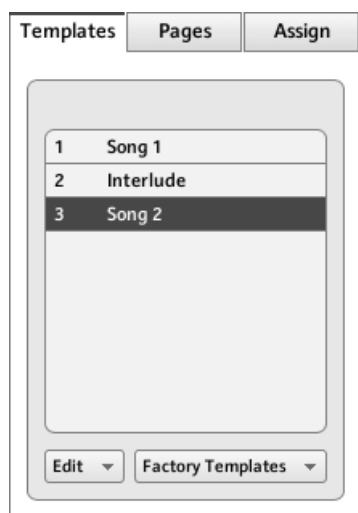 Templates Pages Assign
1 Song 1
2 Interlude
3 Song 2
Edit Factory Templates